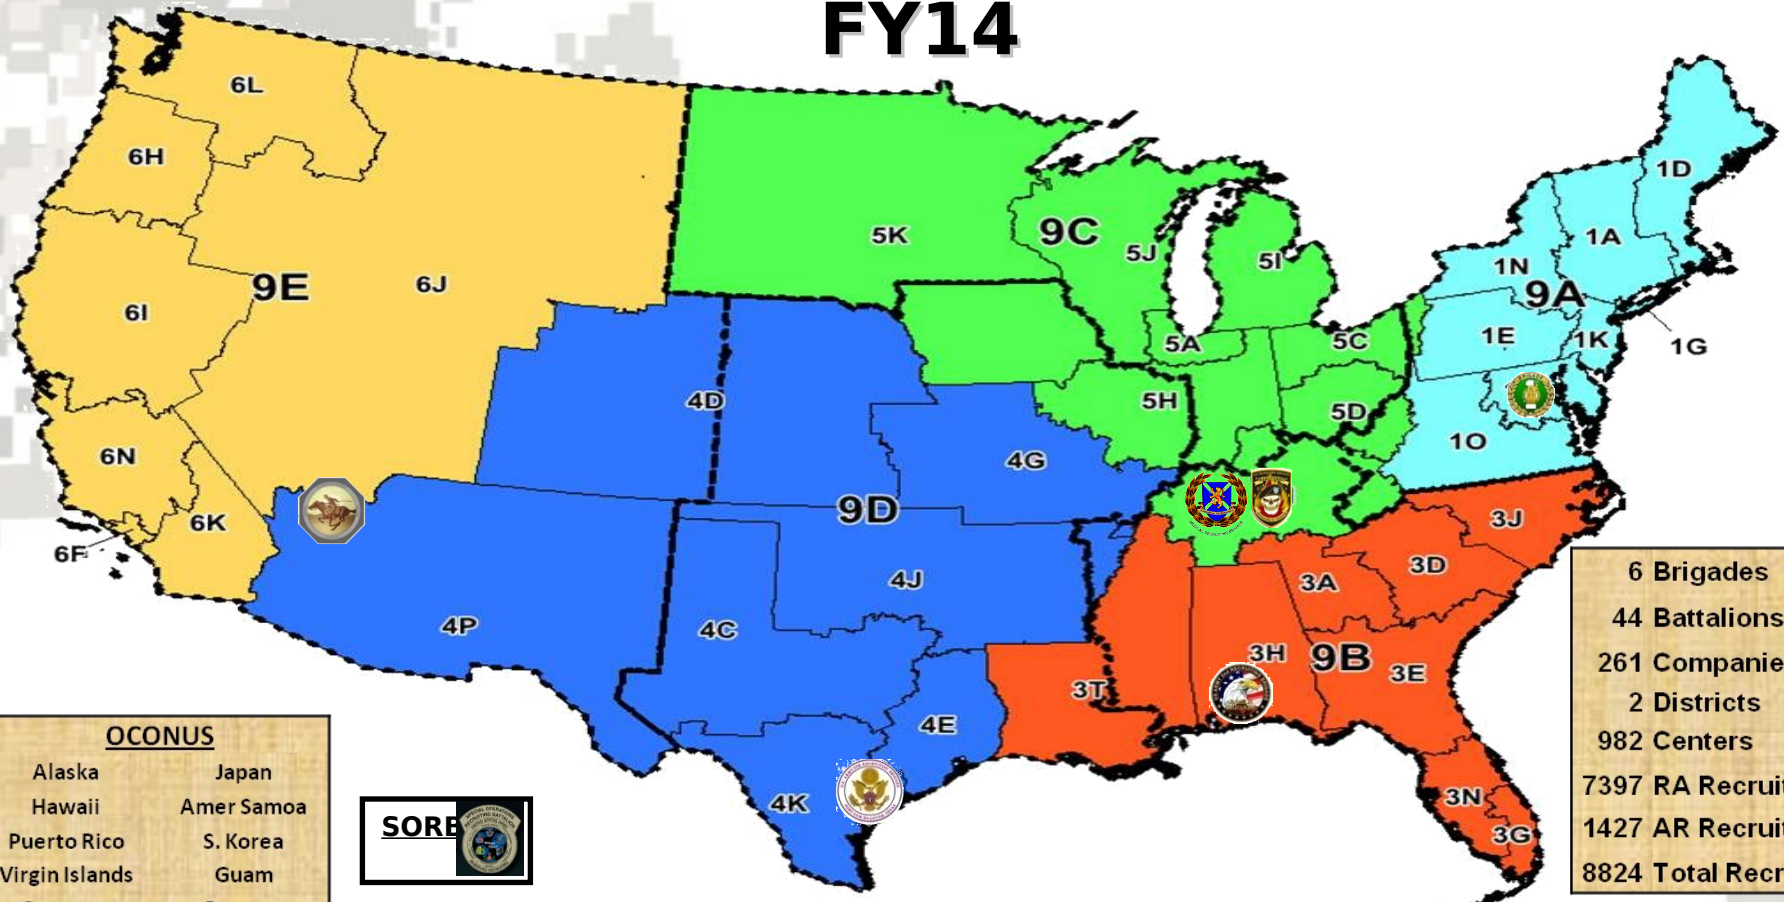 FY14
6L
6H
1D
5K
9C
1A
5J
5I
1N
9E
6J
9A
6I
1E
1K
5A
5C
1G
4D
5H
5D
1O
6N
4G
9D
6K
3J
6F
3A
3D
4J
4P
4C
3H
9B
3E
3T
4E
4K
3N
3G
6 Brigades
44 Battalions
261 Companie
2 Districts
982 Centers
7397 RA Recruit
1427 AR Recruit
8824 Total Recr
OCONUS
Alaska Japan
Hawaii Amer Samoa
Puerto Rico S. Korea
Virgin Islands Guam
SORB